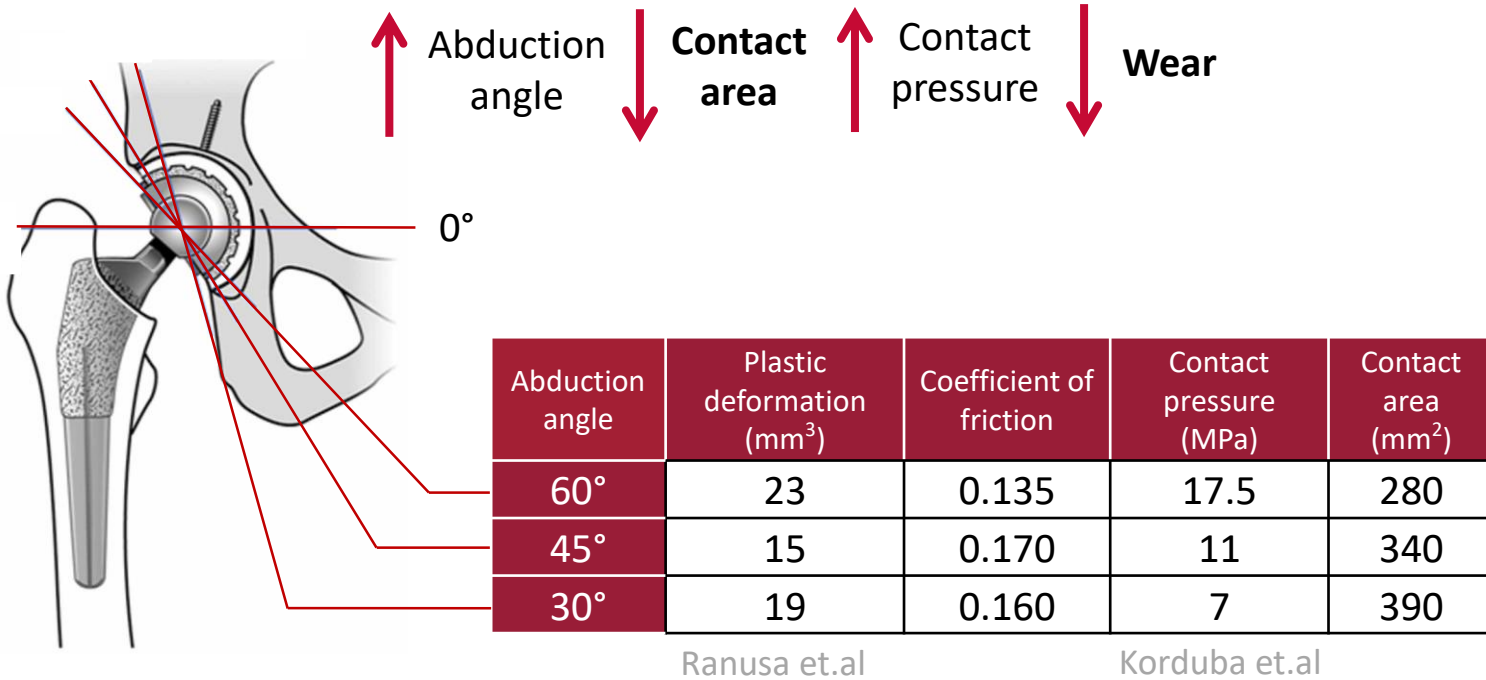 Abduction
angle
Contact
area
Contact
pressure
Wear
0°
Abduction
angle
Plastic
deformation
(mm³)
Coefficient of
friction
Contact
pressure
(MPa)
Contact
area
(mm²)
60° 23 0.135 17.5 280
45° 15 0.170 11 340
30° 19 0.160 7 390
Ranusa et.al Korduba et.al